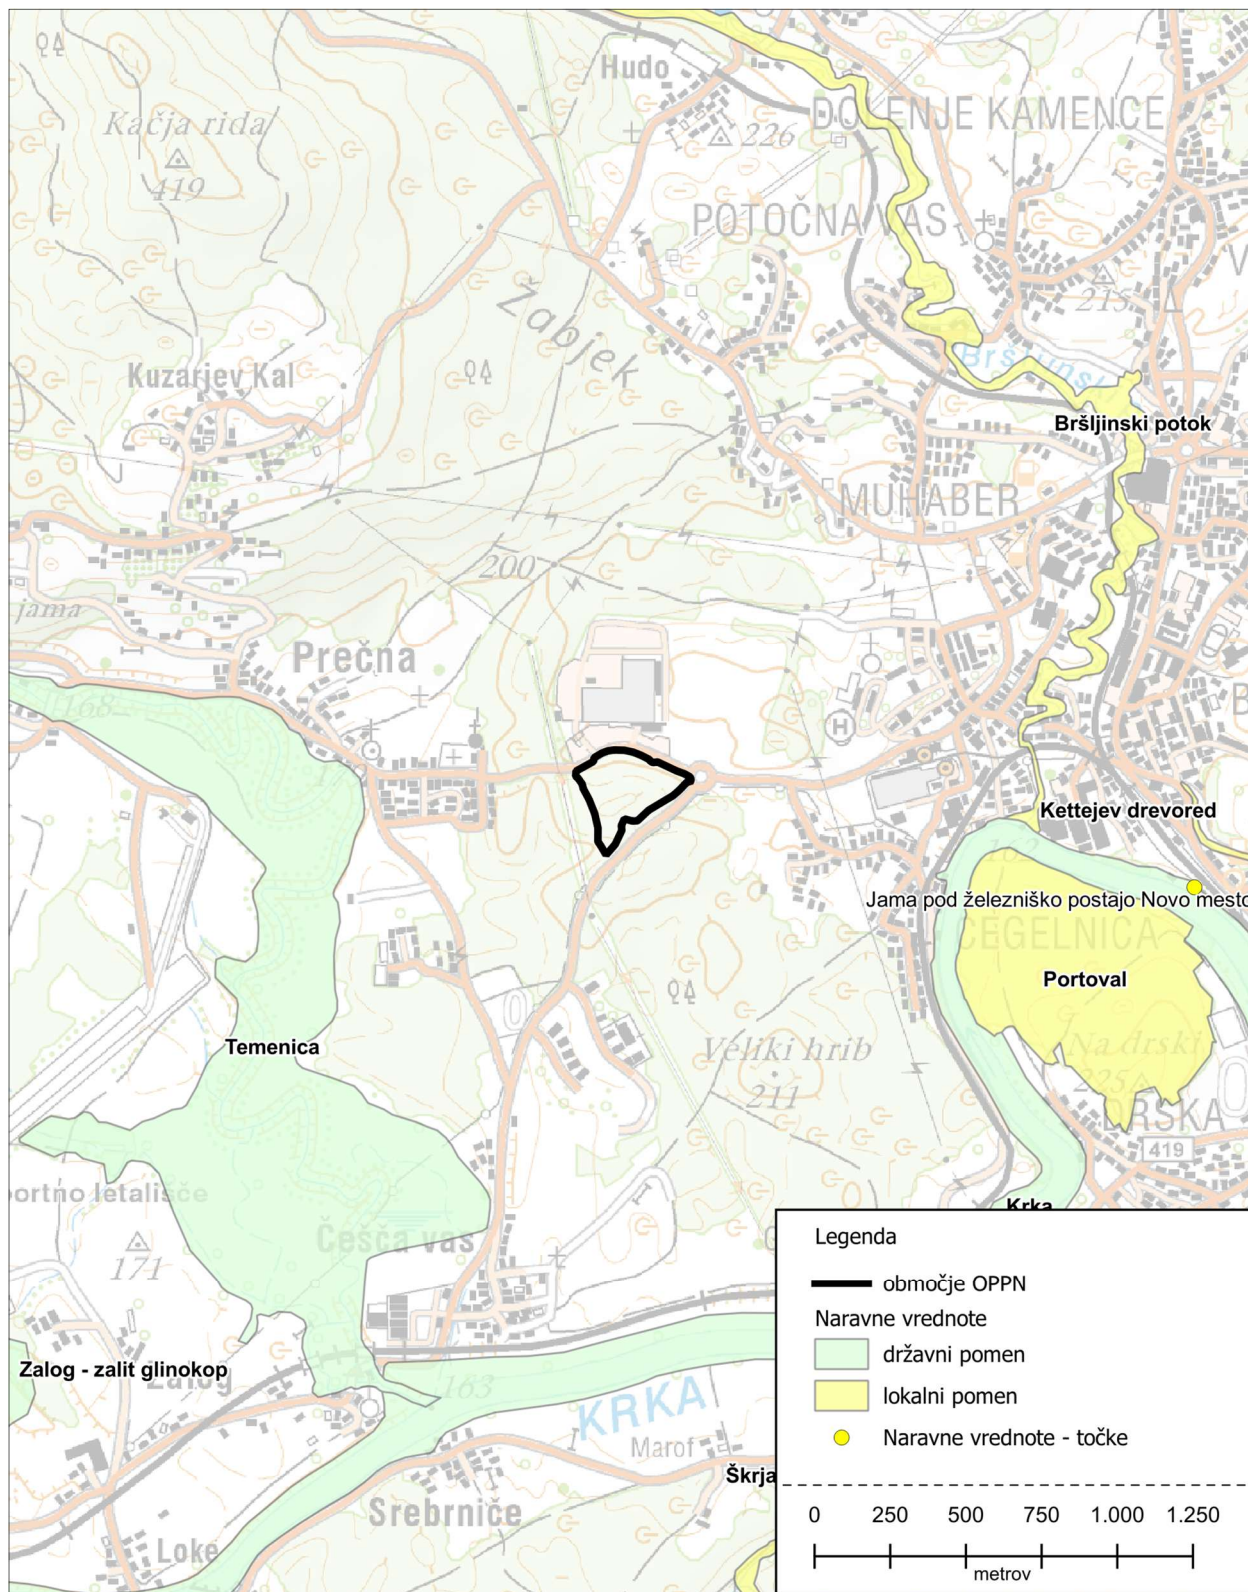 Hudo
DOLENJE KAMENCE
Kačja rida
419
226
POTOČNA VAS
215
Žabjek
Kuzarjev Kal
Bršljinski potok
MUHABER
200
jama
Prečna
168
H
Kettejev drevored
Jama pod železniško postajo Novo mesto
CEGELNICA
Portoval
Temenica
Veliki hrib
211
Na drski
225
DRSKA
419
Krka
Češča vas
171
Zalog - zalit glinokop
Zalog
163
KRKA
Marof
Srebrniče
Loke
Legenda
območje OPPN
Naravne vrednote
državni pomen
lokalni pomen
Naravne vrednote - točke
0 250 500 750 1.000 1.250
metrov